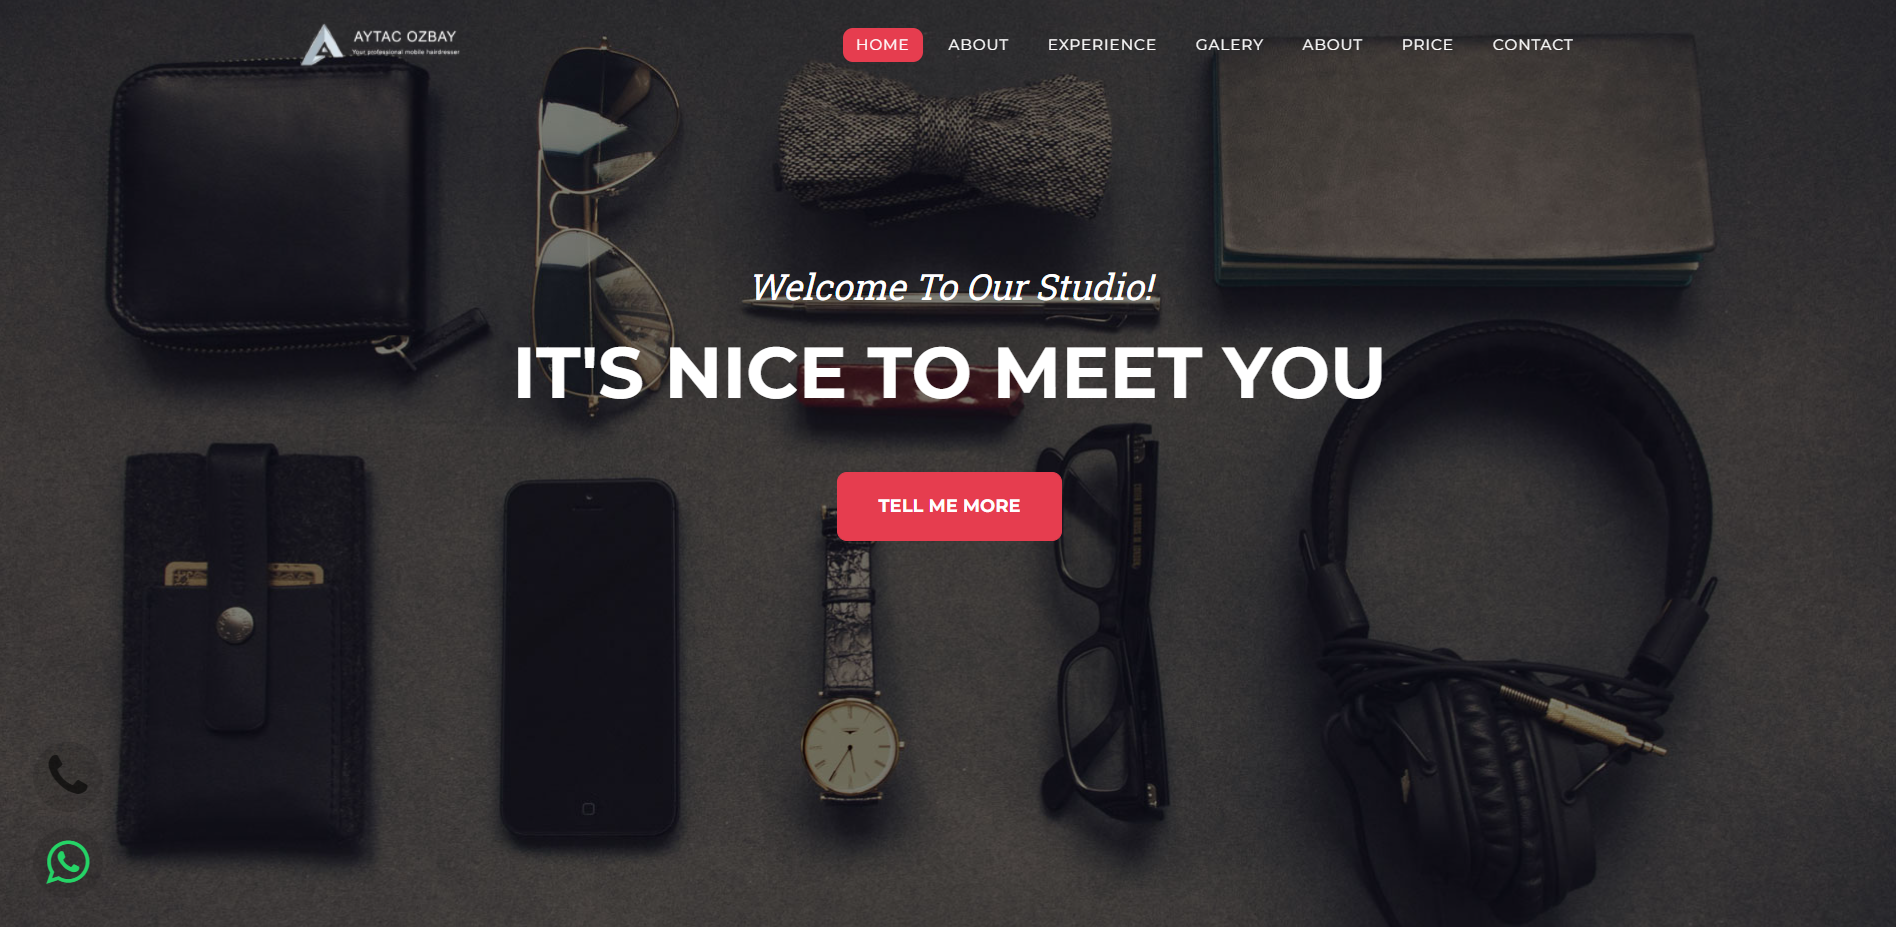 AYTAC OZBAY
Your professional mobile hairdresser
HOME ABOUT EXPERIENCE GALERY ABOUT PRICE CONTACT
Welcome To Our Studio!
IT'S NICE TO MEET YOU
TELL ME MORE